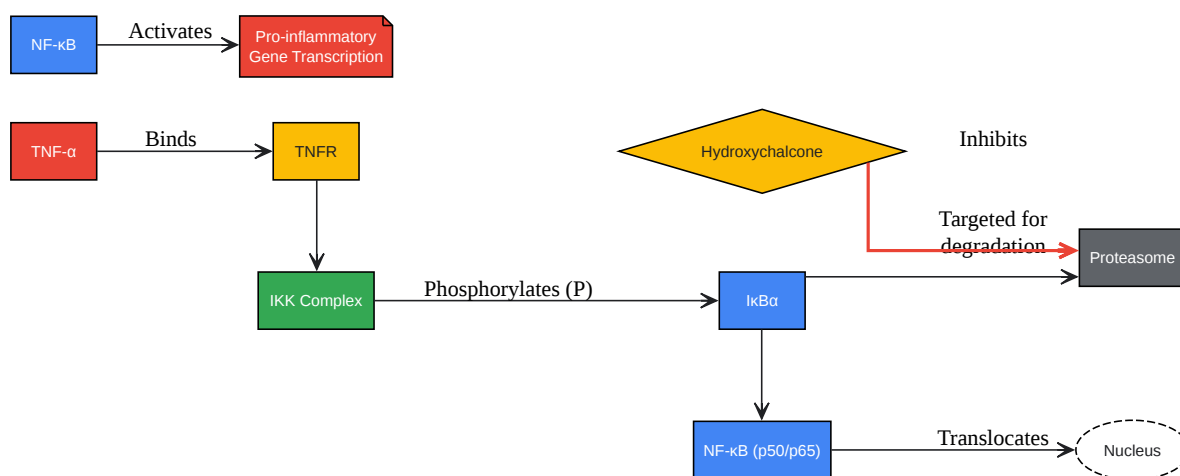 NF-κB
Activates
Pro-inflammatory
Gene Transcription
TNF-α
Binds
TNFR
Hydroxychalcone
Inhibits
Targeted for
degradation
Proteasome
IKK Complex
Phosphorylates (P)
IκBα
NF-κB (p50/p65)
Translocates
Nucleus